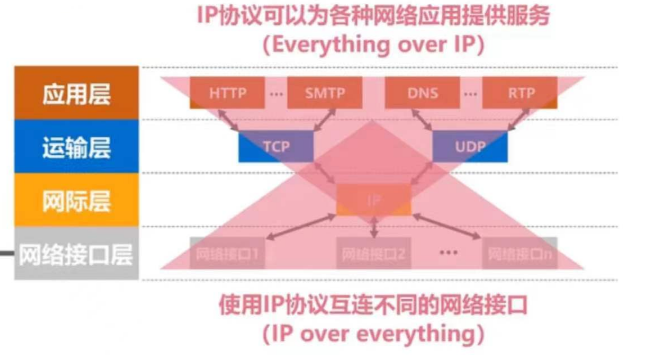 IP协议可以为各种网络应用提供服务
（Everything over IP）
应用层
HTTP ... SMTP DNS ... RTP
运输层
TCP UDP
网际层
IP
网络接口层
网络接口1 网络接口2 ... 网络接口n
使用IP协议互连不同的网络接口
（IP over everything）